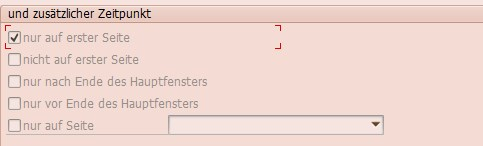 und zusätzlicher Zeitpunkt
nur auf erster Seite
nicht auf erster Seite
nur nach Ende des Hauptfensters
nur vor Ende des Hauptfensters
nur auf Seite